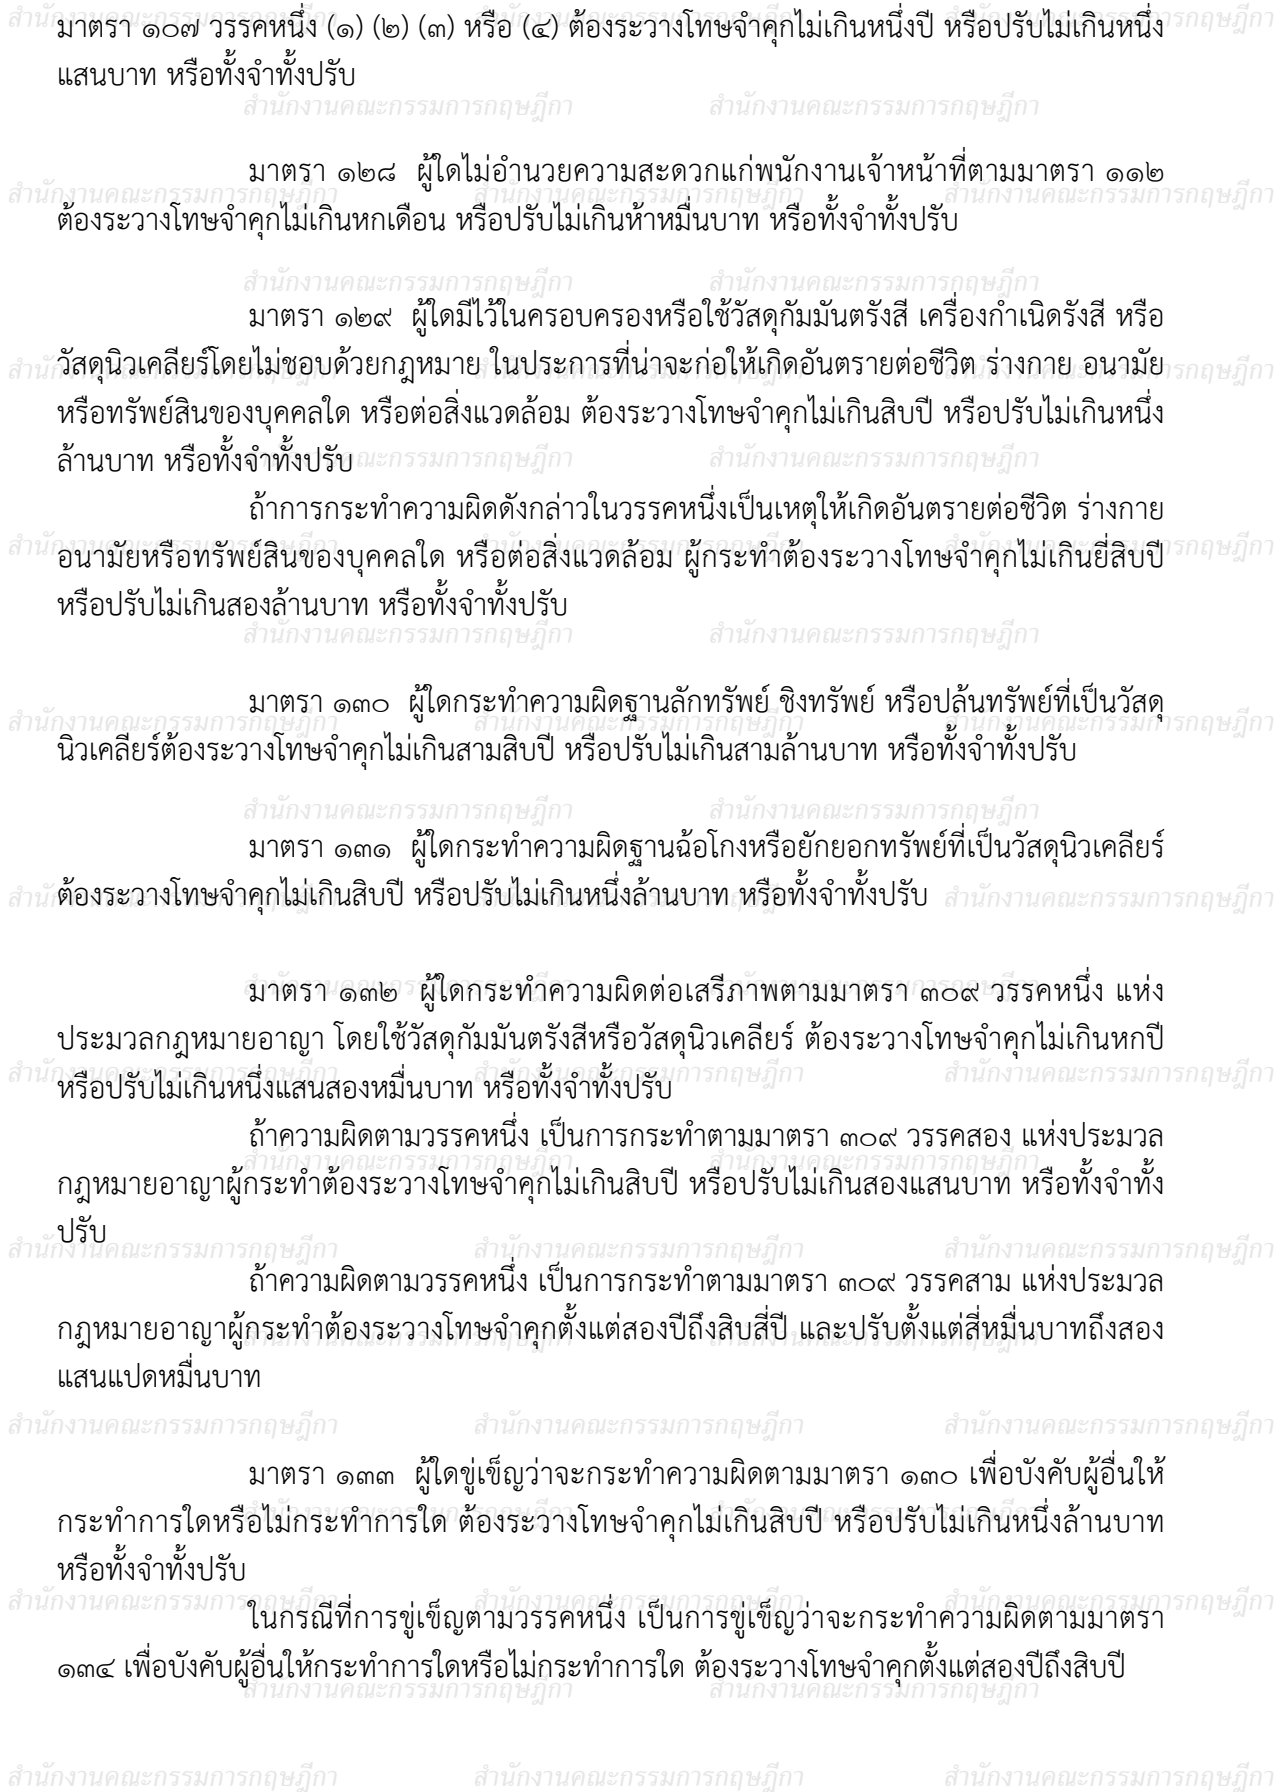 มาตรา ๑๐๗ วรรคหนึ่ง (๑) (๒) (๓) หรือ (๔) ต้องระวางโทษจำคุกไม่เกินหนึ่งปี หรือปรับไม่เกินหนึ่ง
แสนบาท หรือทั้งจำทั้งปรับ
มาตรา ๑๒๘ ผู้ใดไม่อำนวยความสะดวกแก่พนักงานเจ้าหน้าที่ตามมาตรา ๑๑๒
ต้องระวางโทษจำคุกไม่เกินหกเดือน หรือปรับไม่เกินห้าหมื่นบาท หรือทั้งจำทั้งปรับ
มาตรา ๑๒๙ ผู้ใดมีไว้ในครอบครองหรือใช้วัสดุกัมมันตรังสี เครื่องกำเนิดรังสี หรือ
วัสดุนิวเคลียร์โดยไม่ชอบด้วยกฎหมาย ในประการที่น่าจะก่อให้เกิดอันตรายต่อชีวิต ร่างกาย อนามัย
หรือทรัพย์สินของบุคคลใด หรือต่อสิ่งแวดล้อม ต้องระวางโทษจำคุกไม่เกินสิบปี หรือปรับไม่เกินหนึ่ง
ล้านบาท หรือทั้งจำทั้งปรับ
ถ้าการกระทำความผิดดังกล่าวในวรรคหนึ่งเป็นเหตุให้เกิดอันตรายต่อชีวิต ร่างกาย
อนามัยหรือทรัพย์สินของบุคคลใด หรือต่อสิ่งแวดล้อม ผู้กระทำต้องระวางโทษจำคุกไม่เกินยี่สิบปี
หรือปรับไม่เกินสองล้านบาท หรือทั้งจำทั้งปรับ
มาตรา ๑๓๐ ผู้ใดกระทำความผิดฐานลักทรัพย์ ชิงทรัพย์ หรือปล้นทรัพย์ที่เป็นวัสดุ
นิวเคลียร์ต้องระวางโทษจำคุกไม่เกินสามสิบปี หรือปรับไม่เกินสามล้านบาท หรือทั้งจำทั้งปรับ
มาตรา ๑๓๑ ผู้ใดกระทำความผิดฐานฉ้อโกงหรือยักยอกทรัพย์ที่เป็นวัสดุนิวเคลียร์
ต้องระวางโทษจำคุกไม่เกินสิบปี หรือปรับไม่เกินหนึ่งล้านบาท หรือทั้งจำทั้งปรับ
มาตรา ๑๓๒ ผู้ใดกระทำความผิดต่อเสรีภาพตามมาตรา ๓๐๙ วรรคหนึ่ง แห่ง
ประมวลกฎหมายอาญา โดยใช้วัสดุกัมมันตรังสีหรือวัสดุนิวเคลียร์ ต้องระวางโทษจำคุกไม่เกินหกปี
หรือปรับไม่เกินหนึ่งแสนสองหมื่นบาท หรือทั้งจำทั้งปรับ
ถ้าความผิดตามวรรคหนึ่ง เป็นการกระทำตามมาตรา ๓๐๙ วรรคสอง แห่งประมวล
กฎหมายอาญาผู้กระทำต้องระวางโทษจำคุกไม่เกินสิบปี หรือปรับไม่เกินสองแสนบาท หรือทั้งจำทั้ง
ปรับ
ถ้าความผิดตามวรรคหนึ่ง เป็นการกระทำตามมาตรา ๓๐๙ วรรคสาม แห่งประมวล
กฎหมายอาญาผู้กระทำต้องระวางโทษจำคุกตั้งแต่สองปีถึงสิบสี่ปี และปรับตั้งแต่สี่หมื่นบาทถึงสอง
แสนแปดหมื่นบาท
มาตรา ๑๓๓ ผู้ใดขู่เข็ญว่าจะกระทำความผิดตามมาตรา ๑๓๐ เพื่อบังคับผู้อื่นให้
กระทำการใดหรือไม่กระทำการใด ต้องระวางโทษจำคุกไม่เกินสิบปี หรือปรับไม่เกินหนึ่งล้านบาท
หรือทั้งจำทั้งปรับ
ในกรณีที่การขู่เข็ญตามวรรคหนึ่ง เป็นการขู่เข็ญว่าจะกระทำความผิดตามมาตรา
๑๓๔ เพื่อบังคับผู้อื่นให้กระทำการใดหรือไม่กระทำการใด ต้องระวางโทษจำคุกตั้งแต่สองปีถึงสิบปี